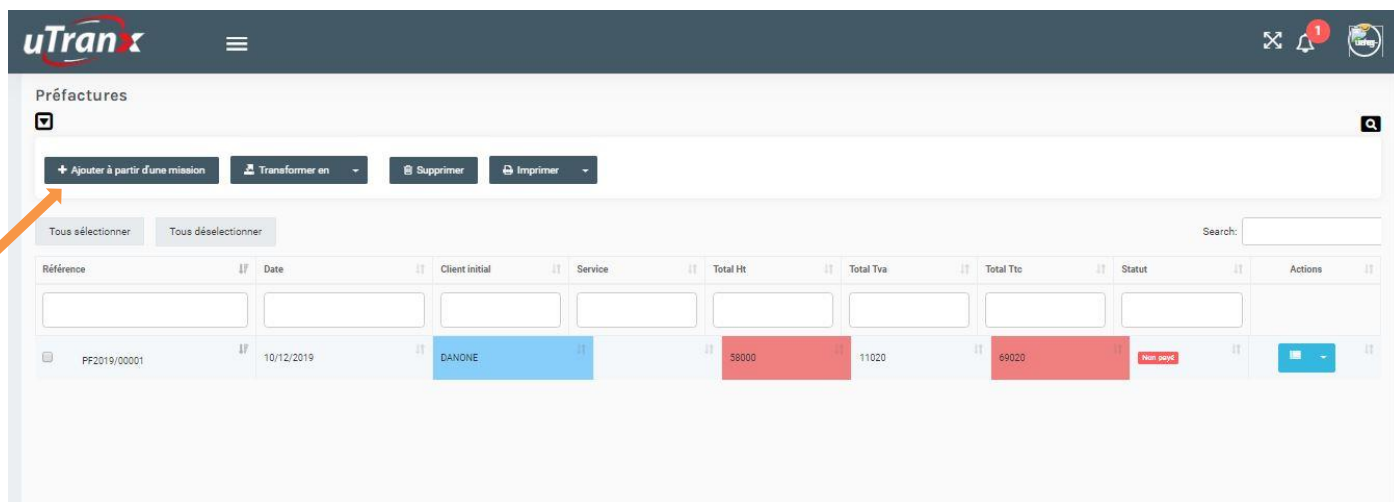 uTranx
1
Préfactures
+ Ajouter à partir d'une mission Transformer en Supprimer Imprimer
Tous sélectionner Tous déselectionner Search:
Référence Date Client initial Service Total Ht Total Tva Total Ttc Statut Actions
PF2019/00001 10/12/2019 DANONE 58000 11020 69020 Non payé